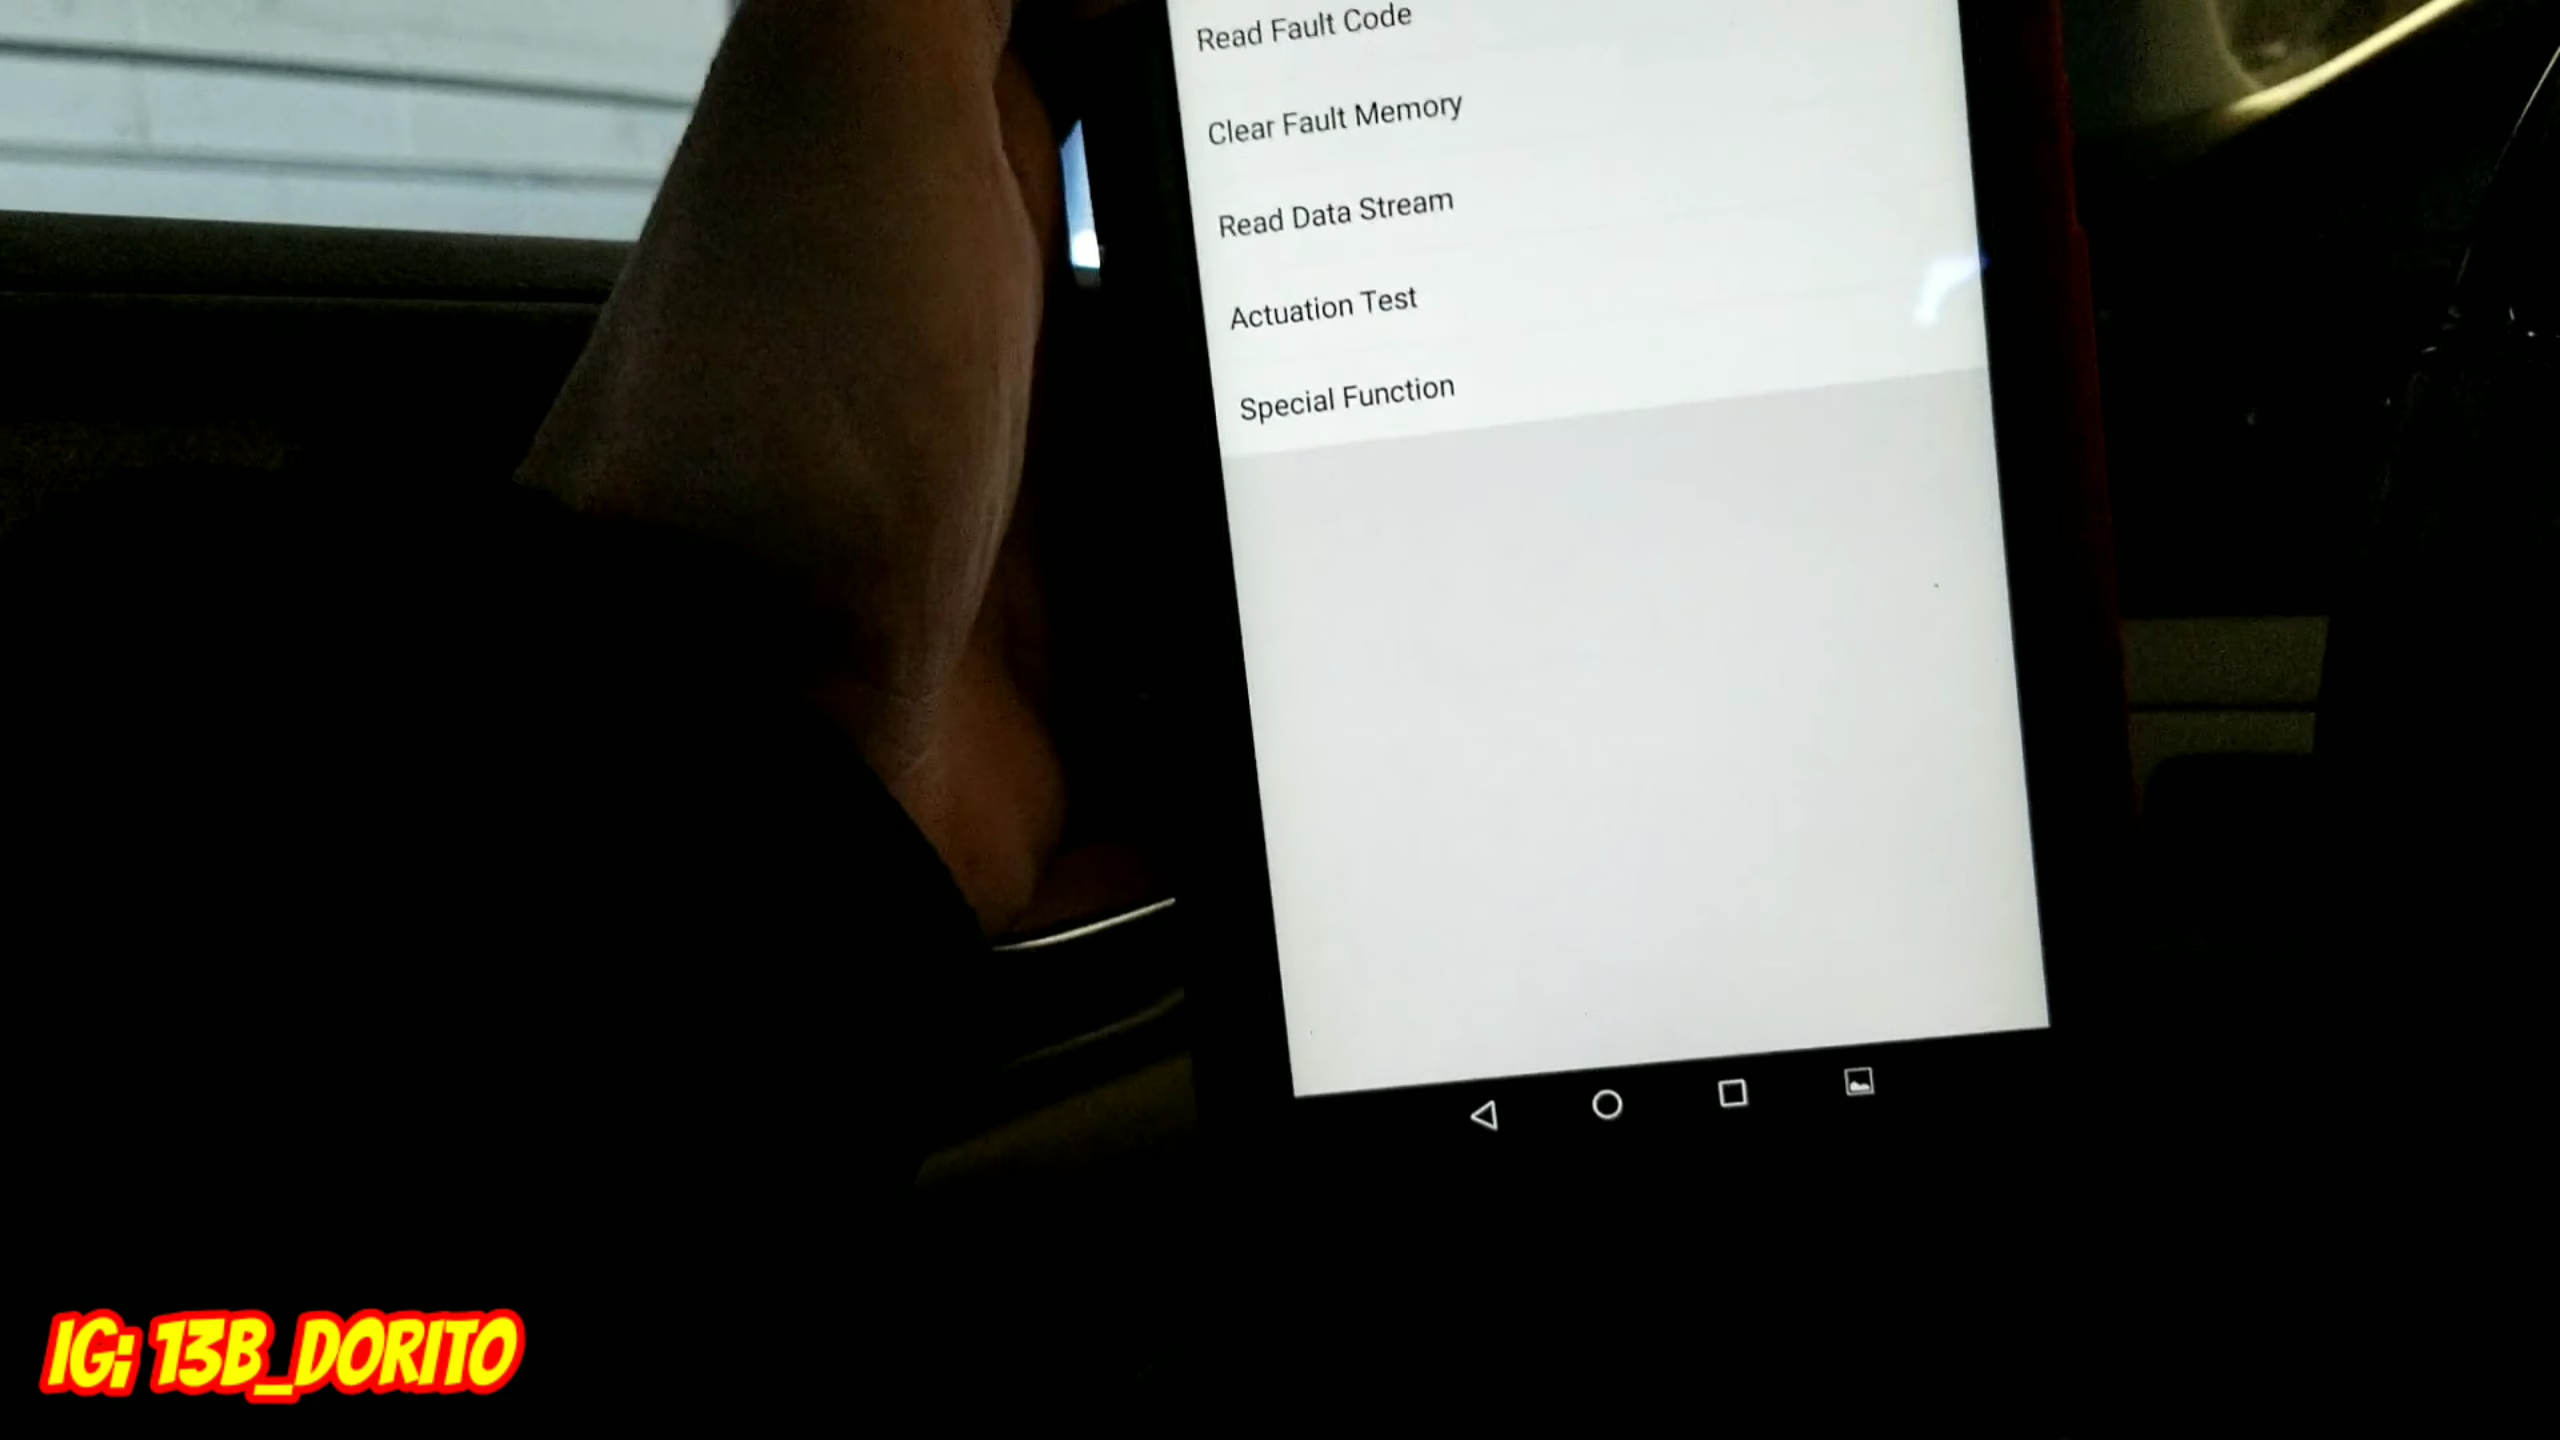 Read Fault Code
Clear Fault Memory
Read Data Stream
Actuation Test
Special Function
IG; 13B_DORITO